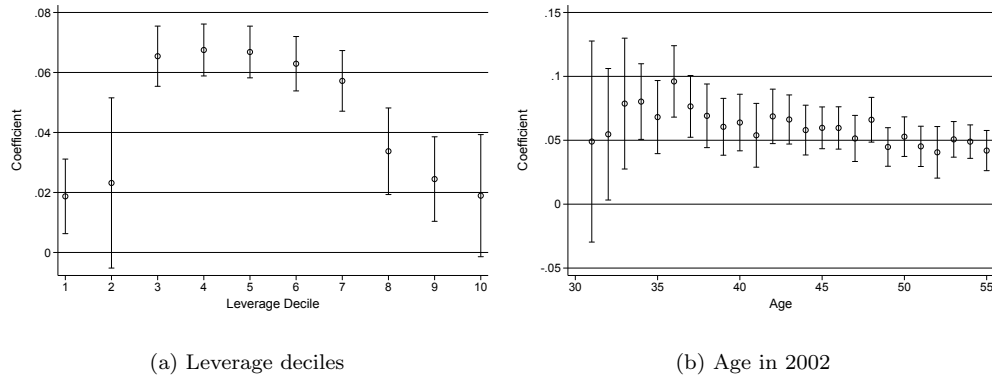 .08
.06
.04
.02
0
Coefficient
1 2 3 4 5 6 7 8 9 10
Leverage Decile
(a) Leverage deciles
.15
.1
.05
0
-.05
Coefficient
30 35 40 45 50 55
Age
(b) Age in 2002